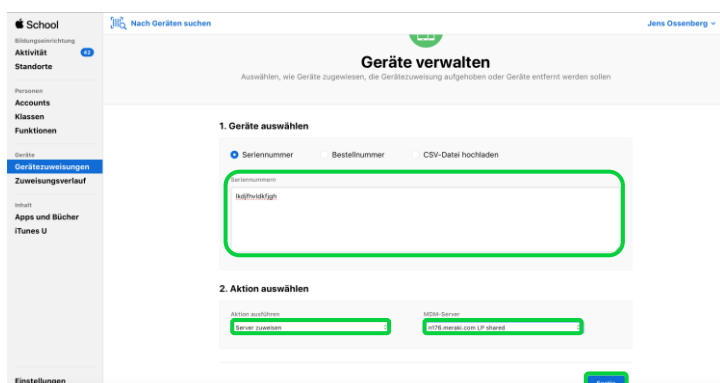 School
Bildungseinrichtung
Aktivität 42
Standorte
Personen
Accounts
Klassen
Funktionen
Geräte
Gerätezuweisungen
Zuweisungsverlauf
Inhalt
Apps und Bücher
iTunes U
Einstellungen
Nach Geräten suchen
Jens Ossenberg
Geräte verwalten
Auswählen, wie Geräte zugewiesen, die Gerätezuweisung aufgehoben oder Geräte entfernt werden sollen
1. Geräte auswählen
Seriennummer Bestellnummer CSV-Datei hochladen
Seriennummern
lkdjfhvldkfjgh
2. Aktion auswählen
Aktion ausführen MDM-Server
Server zuweisen n176.meraki.com LP shared